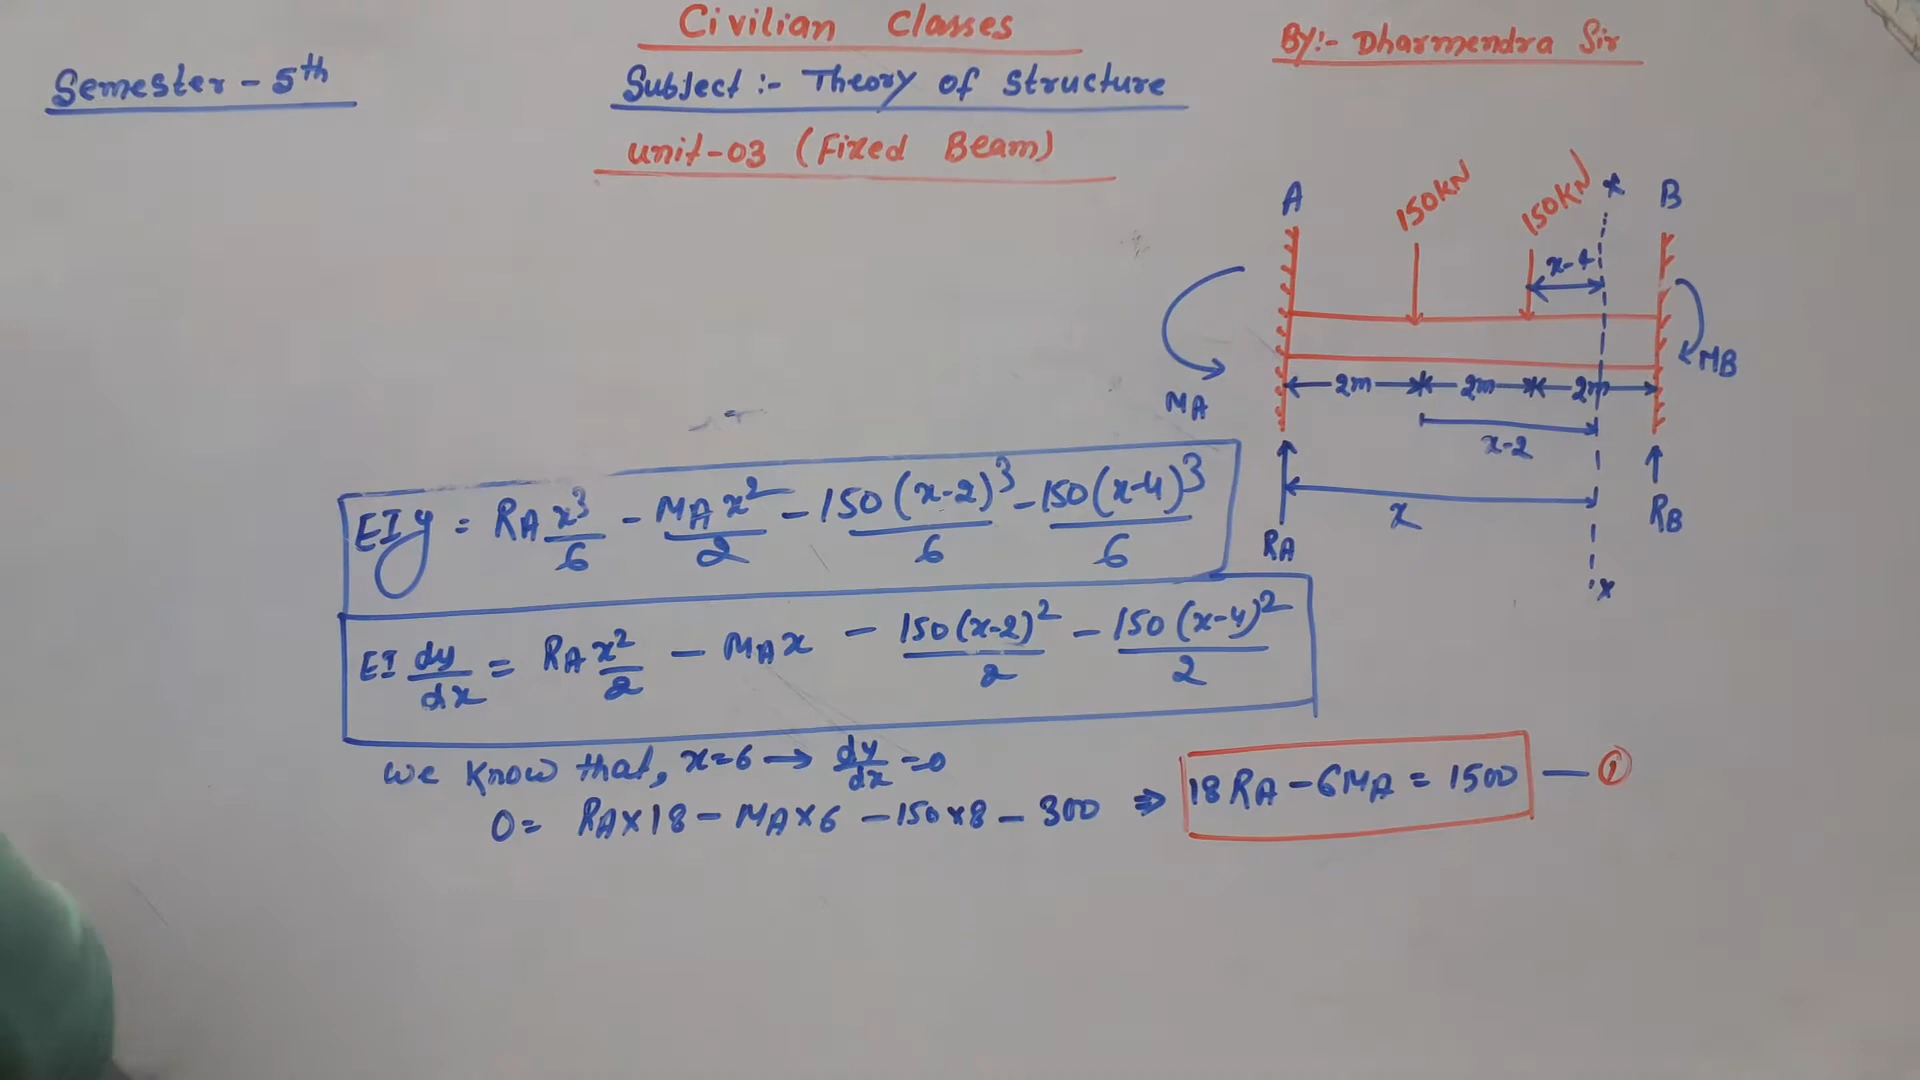 Civilian Classes
By:- Dharmendra Sir
Semester - 5th
Subject :- Theory of Structure
Unit-03 (Fixed Beam)
A 150KN 150KN x B
x-4
MA MB
2m 2m 2m
x-2
x
RA RB
x
EIy = RA x³/6 - MA x²/2 - 150(x-2)³/6 - 150(x-4)³/6
EI dy/dx = RA x²/2 - MA x - 150(x-2)²/2 - 150(x-4)²/2
We know that, x=6 → dy/dx = 0
0 = RA×18 - MA×6 - 150×8 - 300 ⇒ 18 RA - 6 MA = 1500 — ①